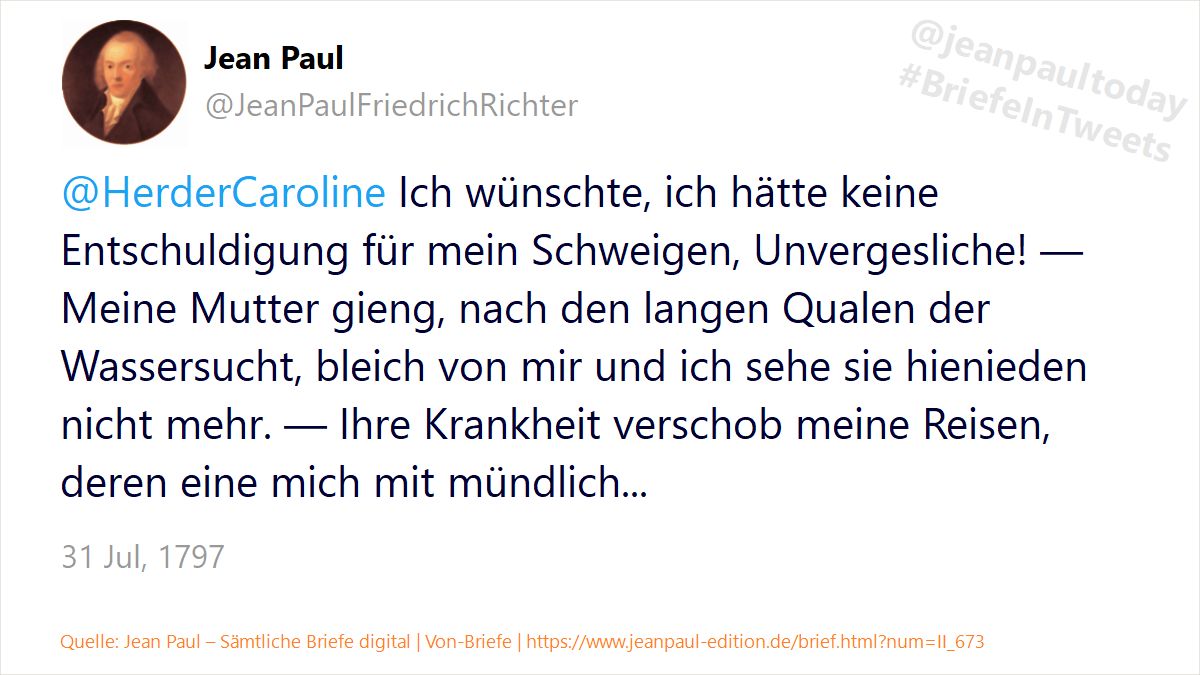 Jean Paul
@JeanPaulFriedrichRichter
@jeanpaultoday
#BriefeInTweets
@HerderCaroline Ich wünschte, ich hätte keine
Entschuldigung für mein Schweigen, Unvergesliche! —
Meine Mutter gieng, nach den langen Qualen der
Wassersucht, bleich von mir und ich sehe sie hienieden
nicht mehr. — Ihre Krankheit verschob meine Reisen,
deren eine mich mit mündlich...
31 Jul, 1797
Quelle: Jean Paul – Sämtliche Briefe digital | Von-Briefe | https://www.jeanpaul-edition.de/brief.html?num=II_673